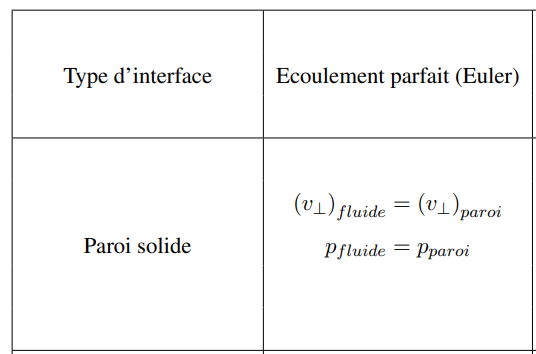 Type d'interface
Ecoulement parfait (Euler)
Paroi solide
(v⊥)fluide = (v⊥)paroi
pfluide = pparoi